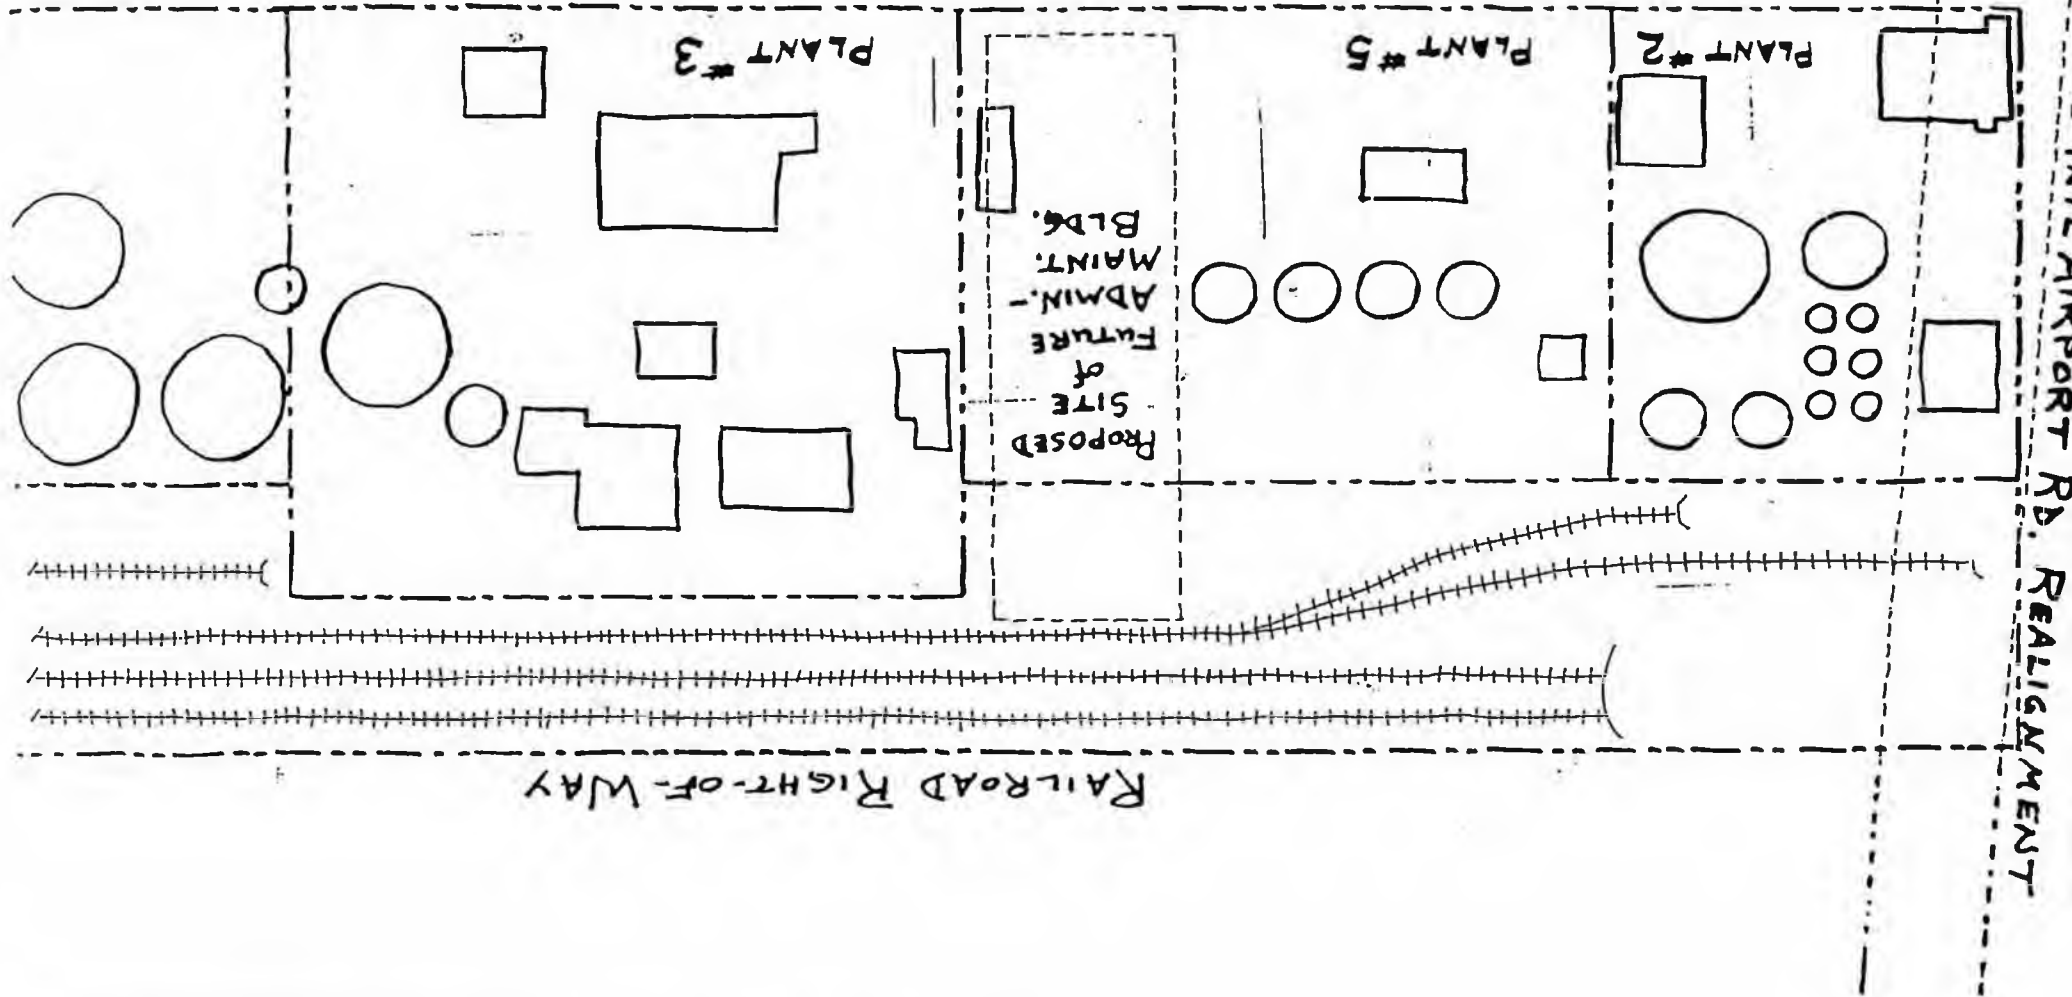 RAILROAD RIGHT-OF-WAY
PROPOSED
SITE
of
FUTURE
ADMIN.-
MAINT.
BLDG.
PLANT #2
PLANT #5
PLANT #3
AIRPORT RD. REALIGNMENT